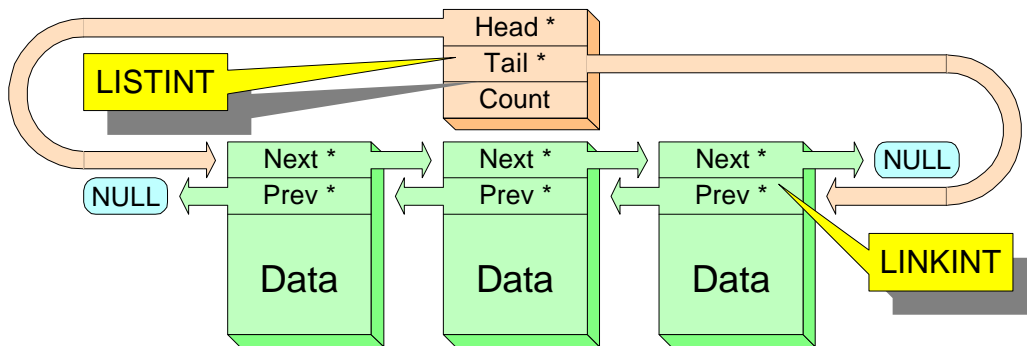 Head *
Tail *
Count
LISTINT
Next *
Prev *
Data
Next *
Prev *
Data
Next *
Prev *
Data
NULL
NULL
LINKINT